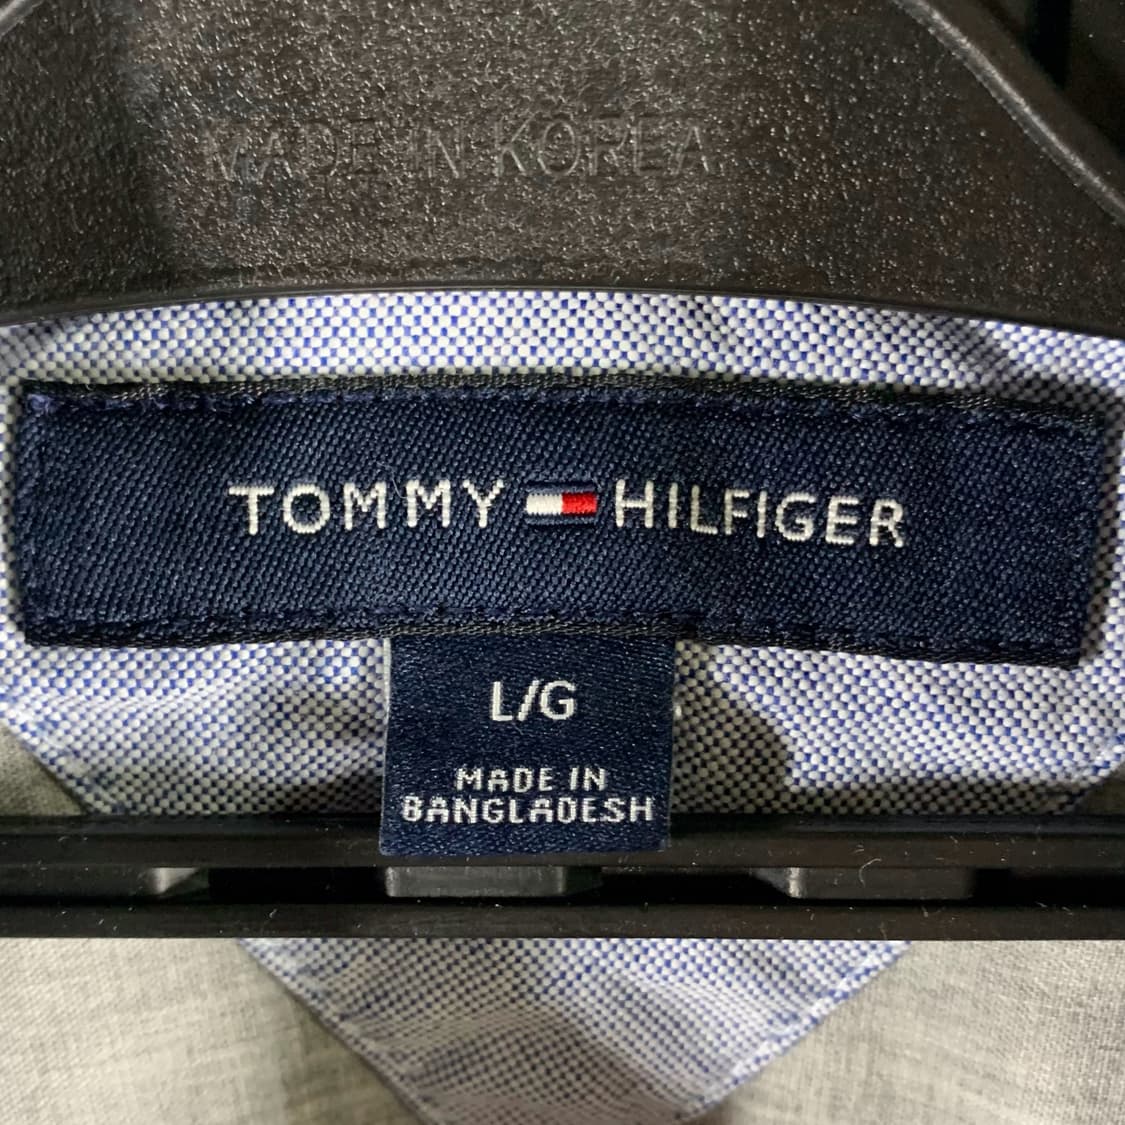 MADE IN KOREA
TOMMY HILFIGER
L/G
MADE IN
BANGLADESH